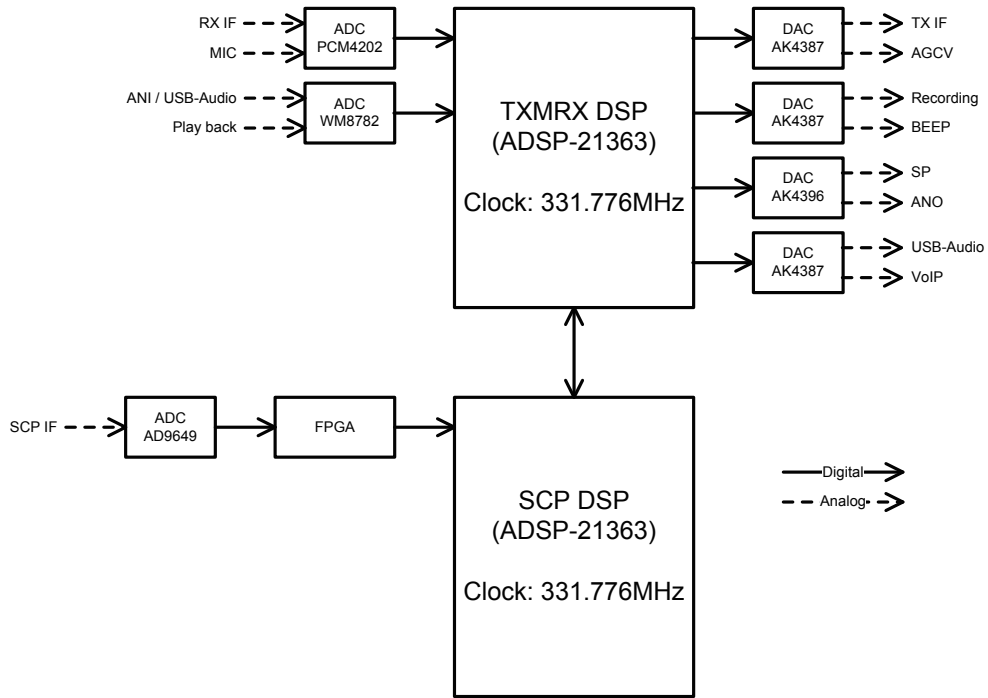 RX IF
MIC
ADC
PCM4202
ANI / USB-Audio
Play back
ADC
WM8782
TXMRX DSP
(ADSP-21363)
Clock: 331.776MHz
DAC
AK4387
TX IF
AGCV
DAC
AK4387
Recording
BEEP
DAC
AK4396
SP
ANO
DAC
AK4387
USB-Audio
VoIP
SCP IF
ADC
AD9649
FPGA
SCP DSP
(ADSP-21363)
Clock: 331.776MHz
Digital
Analog